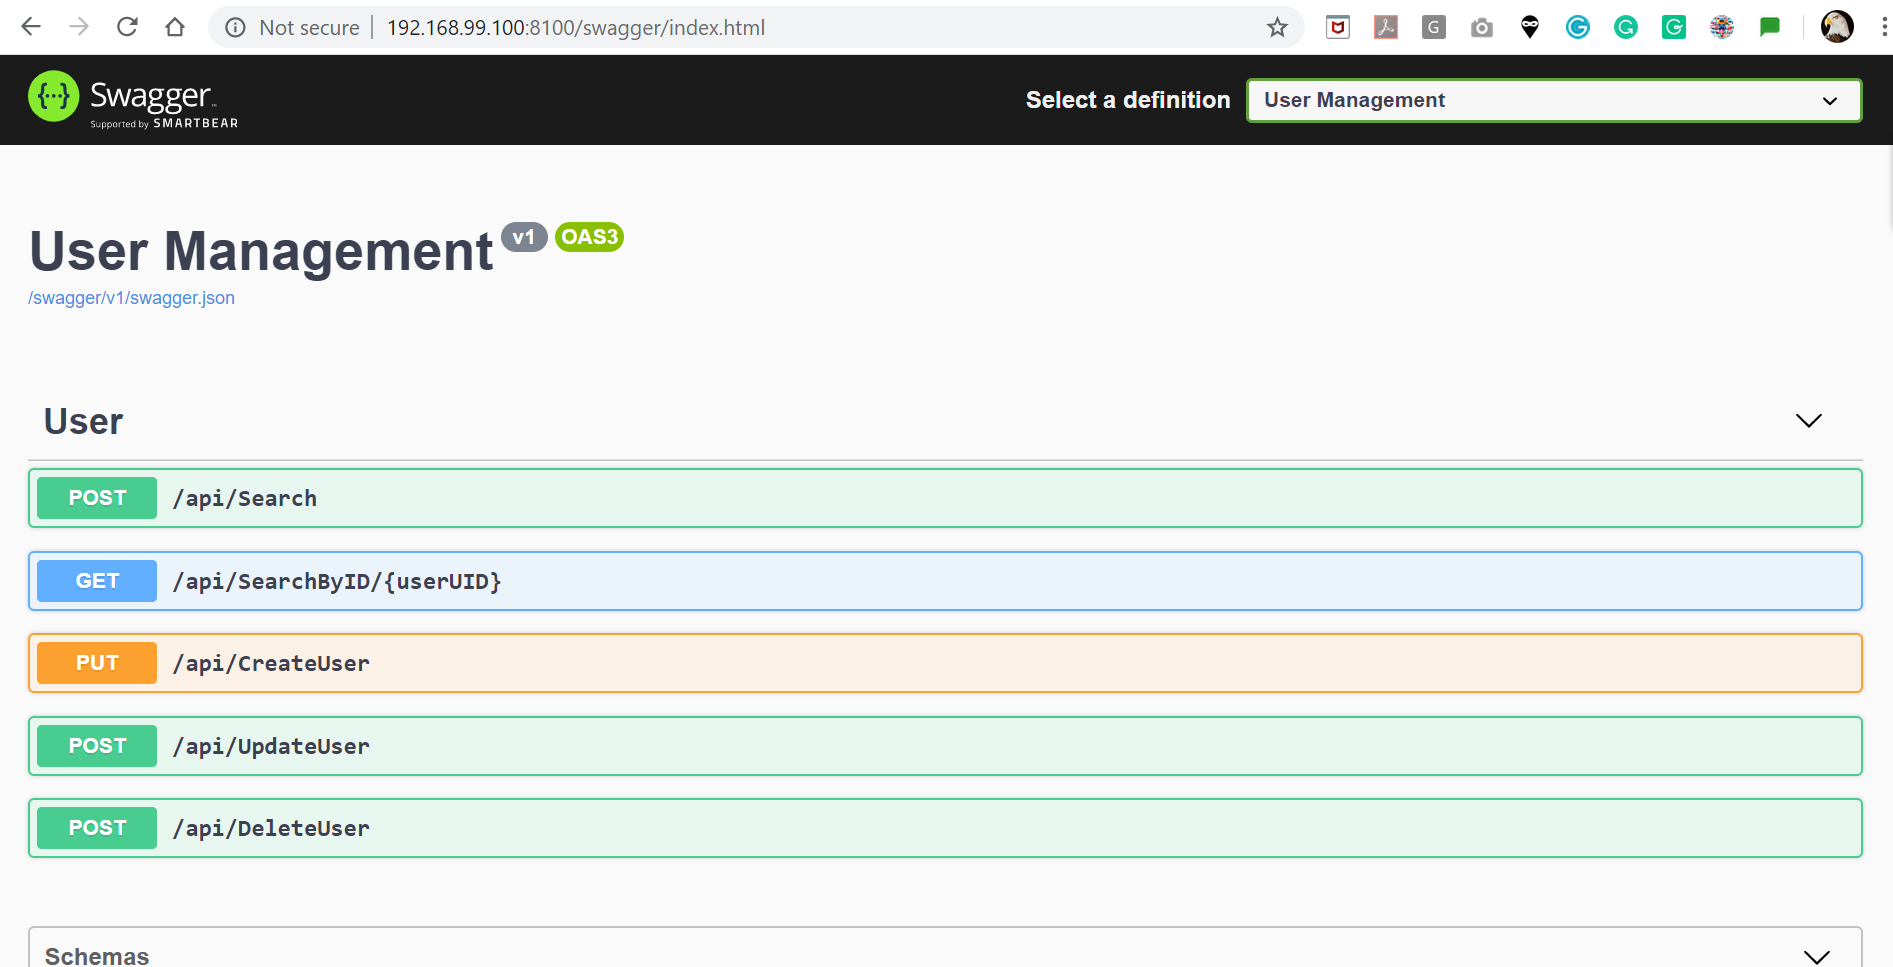 Not secure | 192.168.99.100:8100/swagger/index.html
{···} Swagger™
Supported by SMARTBEAR
Select a definition
User Management
User Management v1 OAS3
/swagger/v1/swagger.json
User
POST /api/Search
GET /api/SearchByID/{userUID}
PUT /api/CreateUser
POST /api/UpdateUser
POST /api/DeleteUser
Schemas